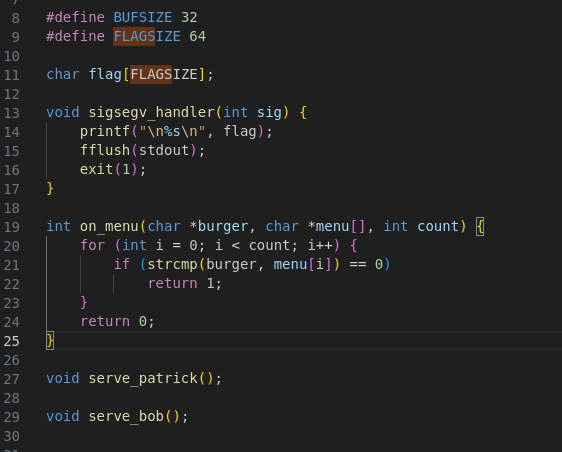 8 #define BUFSIZE 32
9 #define FLAGSIZE 64
10
11 char flag[FLAGSIZE];
12
13 void sigsegv_handler(int sig) {
14     printf("\n%s\n", flag);
15     fflush(stdout);
16     exit(1);
17 }
18
19 int on_menu(char *burger, char *menu[], int count) {
20     for (int i = 0; i < count; i++) {
21         if (strcmp(burger, menu[i]) == 0)
22             return 1;
23     }
24     return 0;
25 }
26
27 void serve_patrick();
28
29 void serve_bob();
30